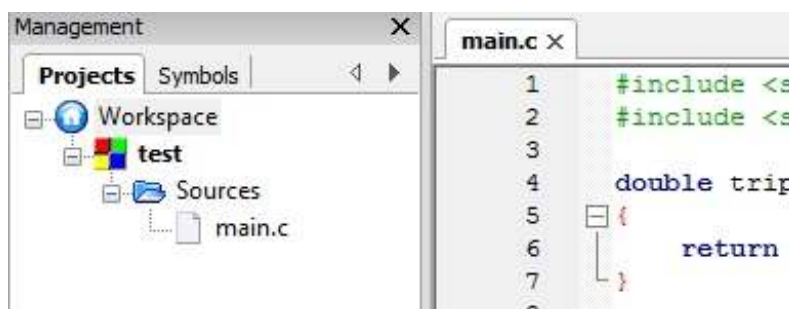 Management
Projects Symbols
Workspace
test
Sources
main.c
main.c
1 #include <s
2 #include <s
3
4 double trip
5 {
6 return
7 }